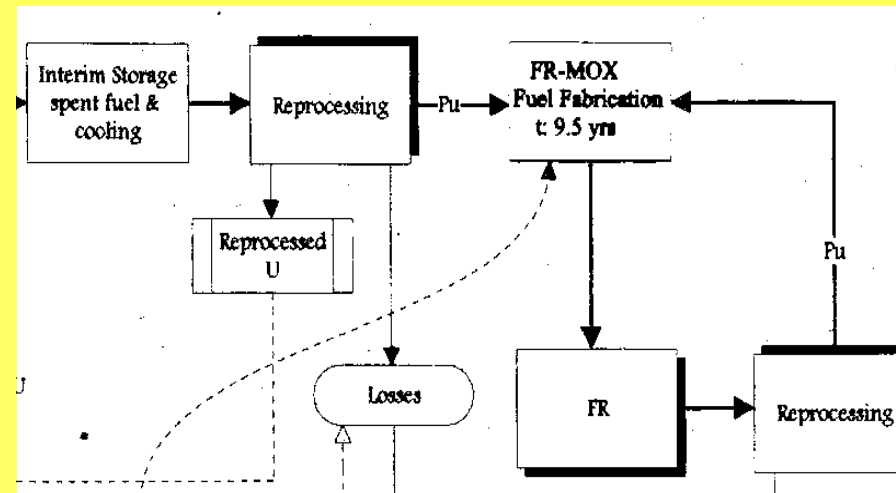 Interim Storage
spent fuel &
cooling
Reprocessing
Pu
FR-MOX
Fuel Fabrication
t: 9.5 yrs
Reprocessed
U
Pu
U
Losses
FR
Reprocessing